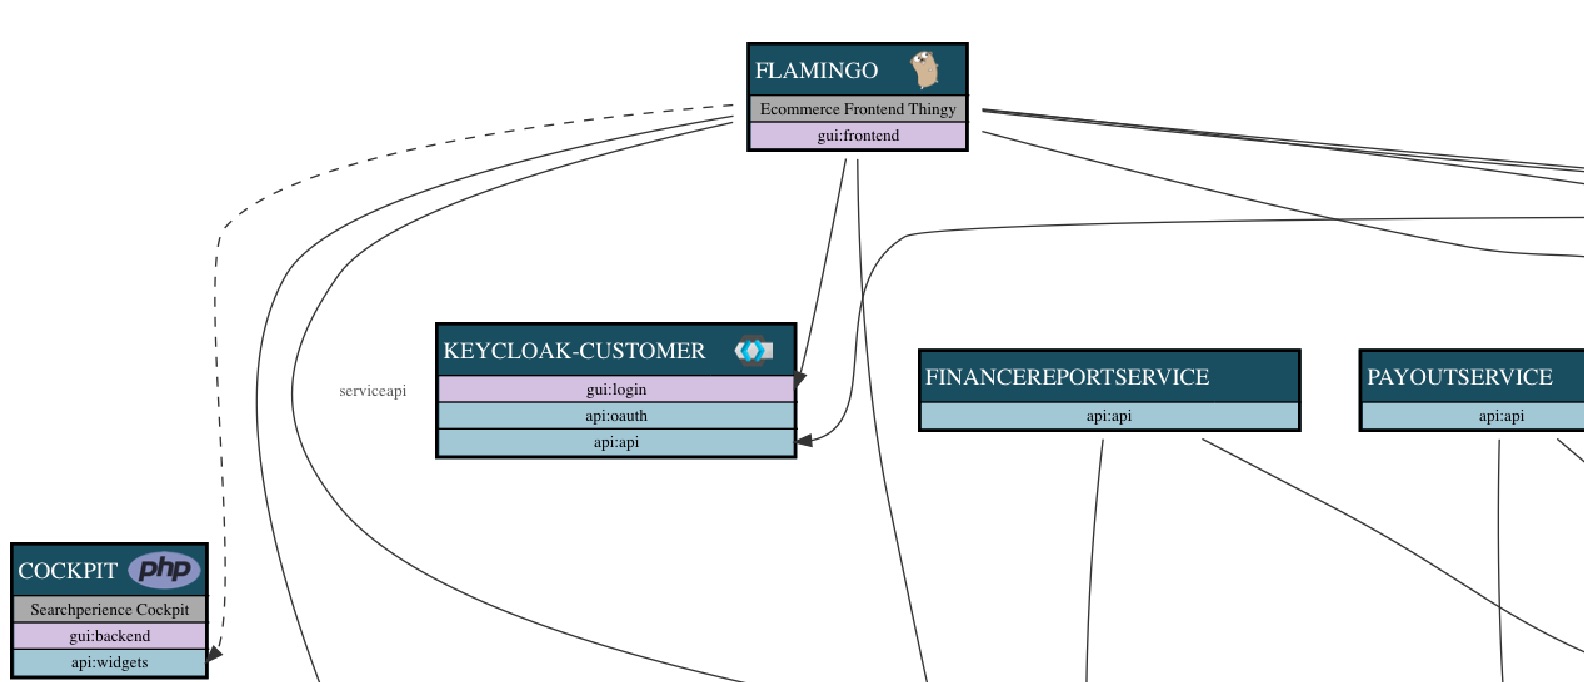 FLAMINGO
Ecommerce Frontend Thingy
gui:frontend
KEYCLOAK-CUSTOMER
gui:login
api:oauth
api:api
serviceapi
FINANCEREPORTSERVICE
api:api
PAYOUTSERVICE
api:api
COCKPIT php
Searchperience Cockpit
gui:backend
api:widgets